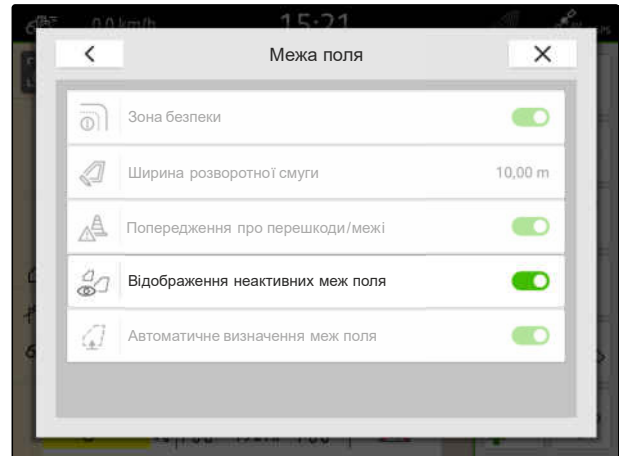 0.0 km/h 15:21
Межа поля
Зона безпеки
Ширина розворотної смуги 10,00 m
Попередження про перешкоди/межі
Відображення неактивних меж поля
Автоматичне визначення меж поля